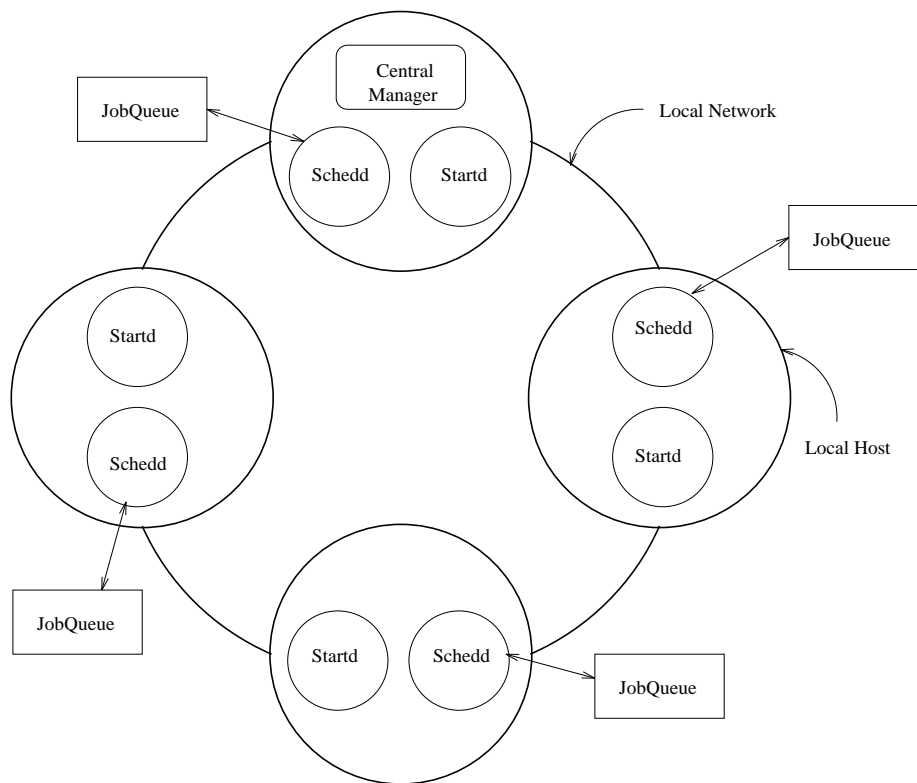 Central
Manager
JobQueue
Local Network
Schedd
Startd
JobQueue
Startd
Schedd
Schedd
Startd
Local Host
JobQueue
Startd
Schedd
JobQueue